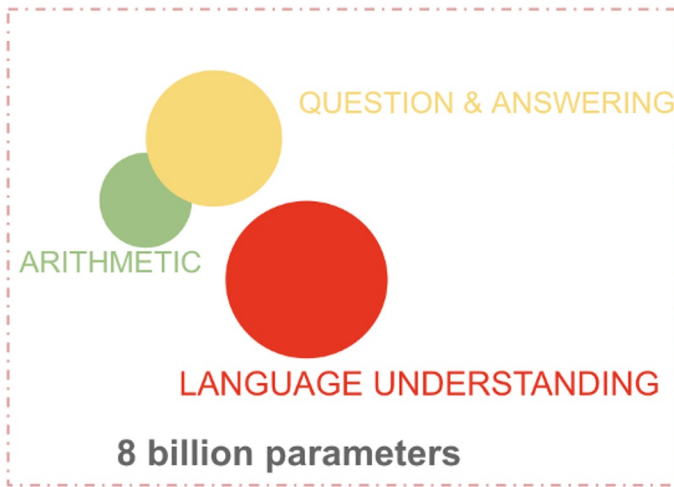 QUESTION & ANSWERING
ARITHMETIC
LANGUAGE UNDERSTANDING
8 billion parameters